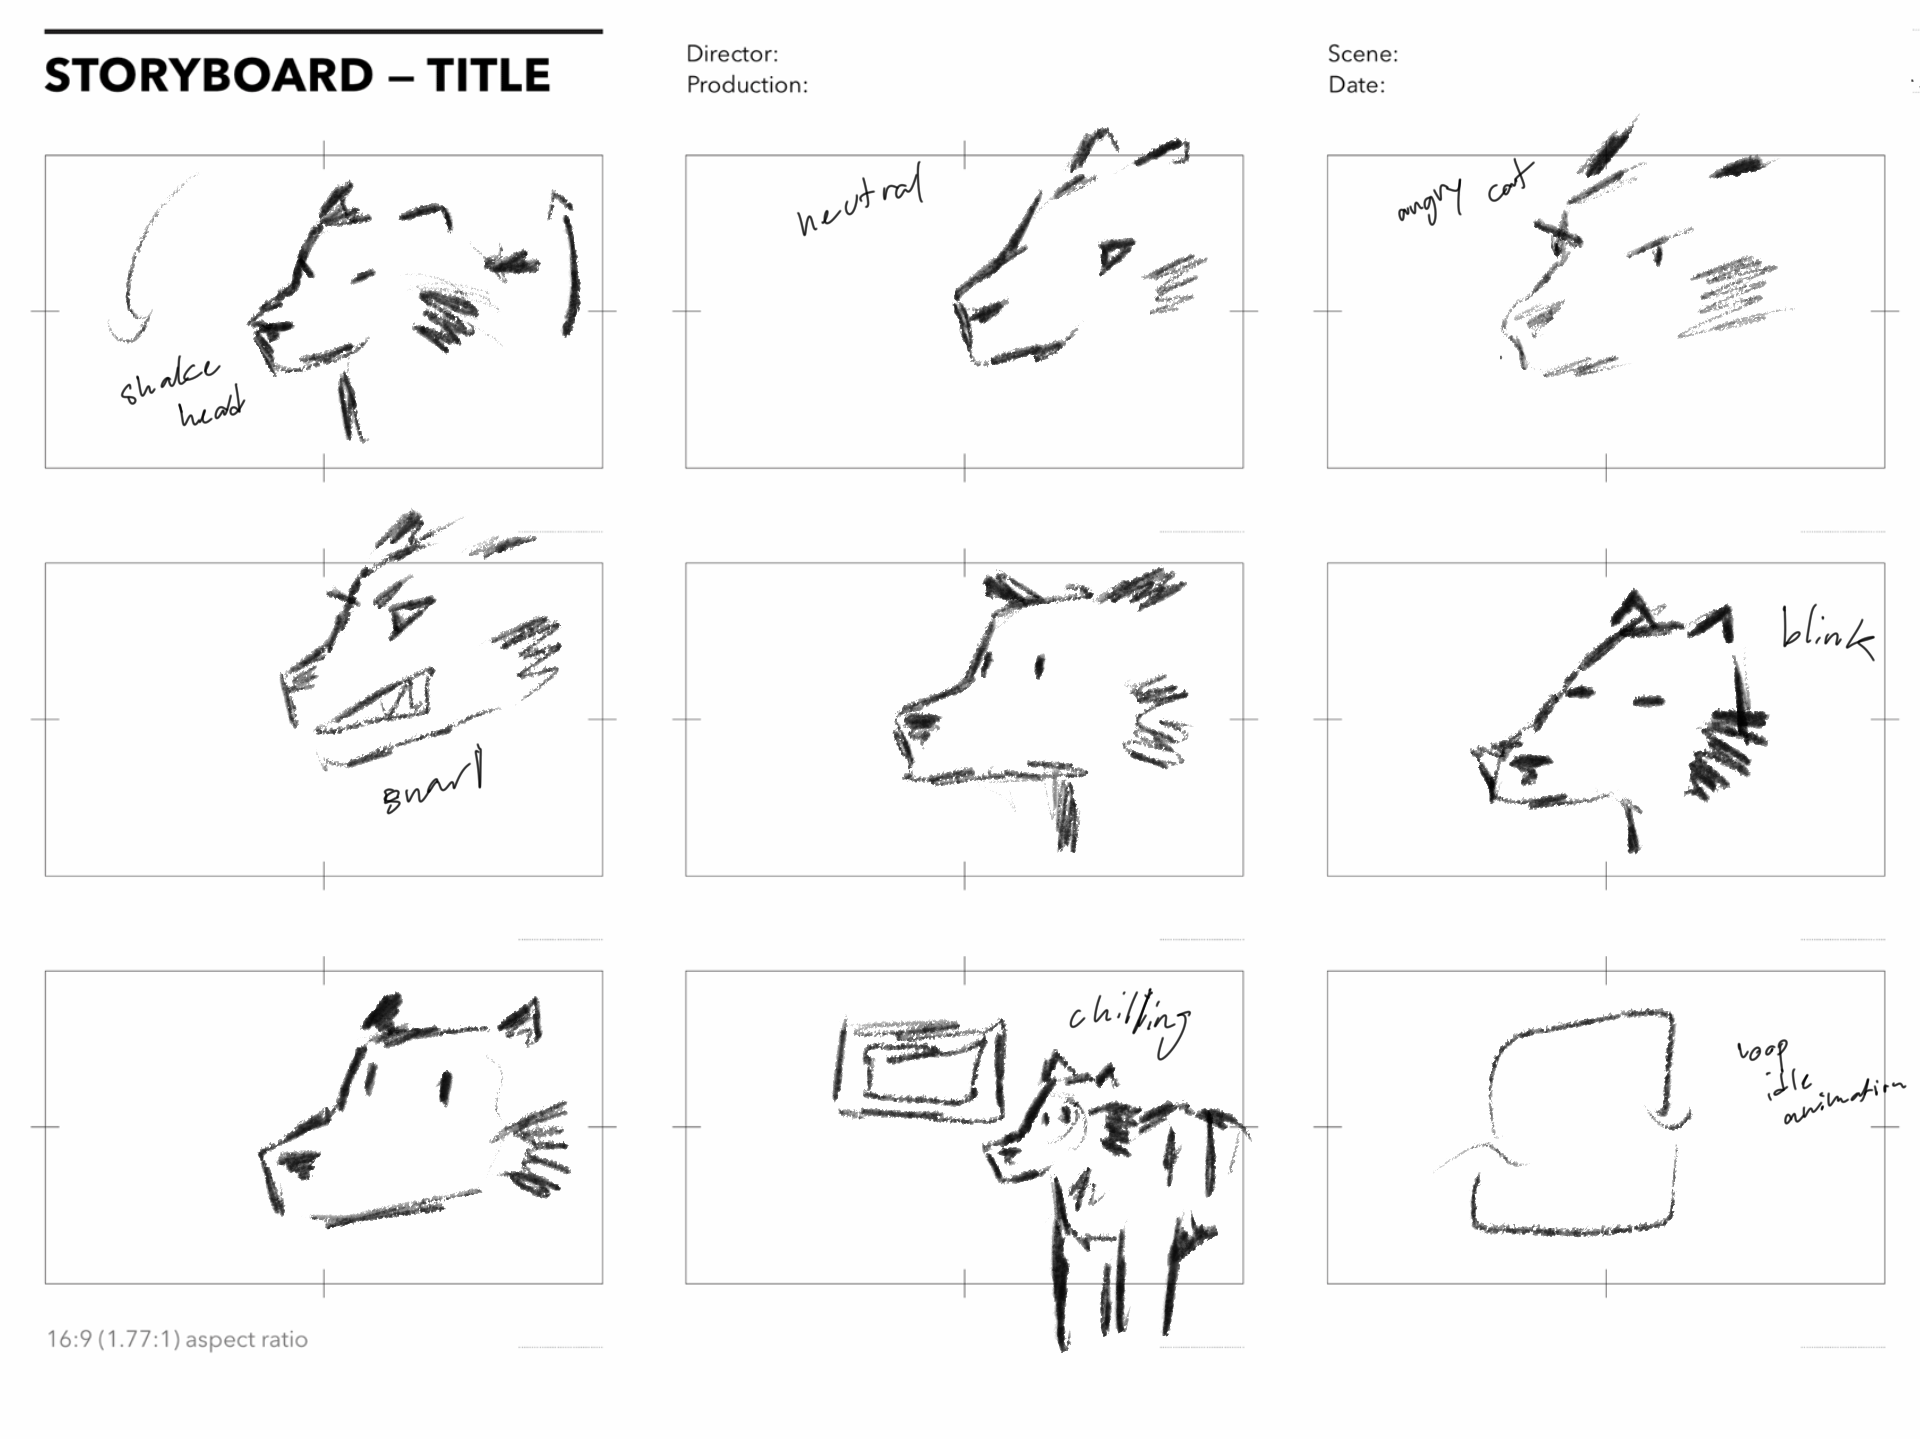 STORYBOARD – TITLE
Director:
Production:
Scene:
Date:
shake
head
neutral
angry cat
snarl
blink
chilling
loop
idle
animation
16:9 (1.77:1) aspect ratio